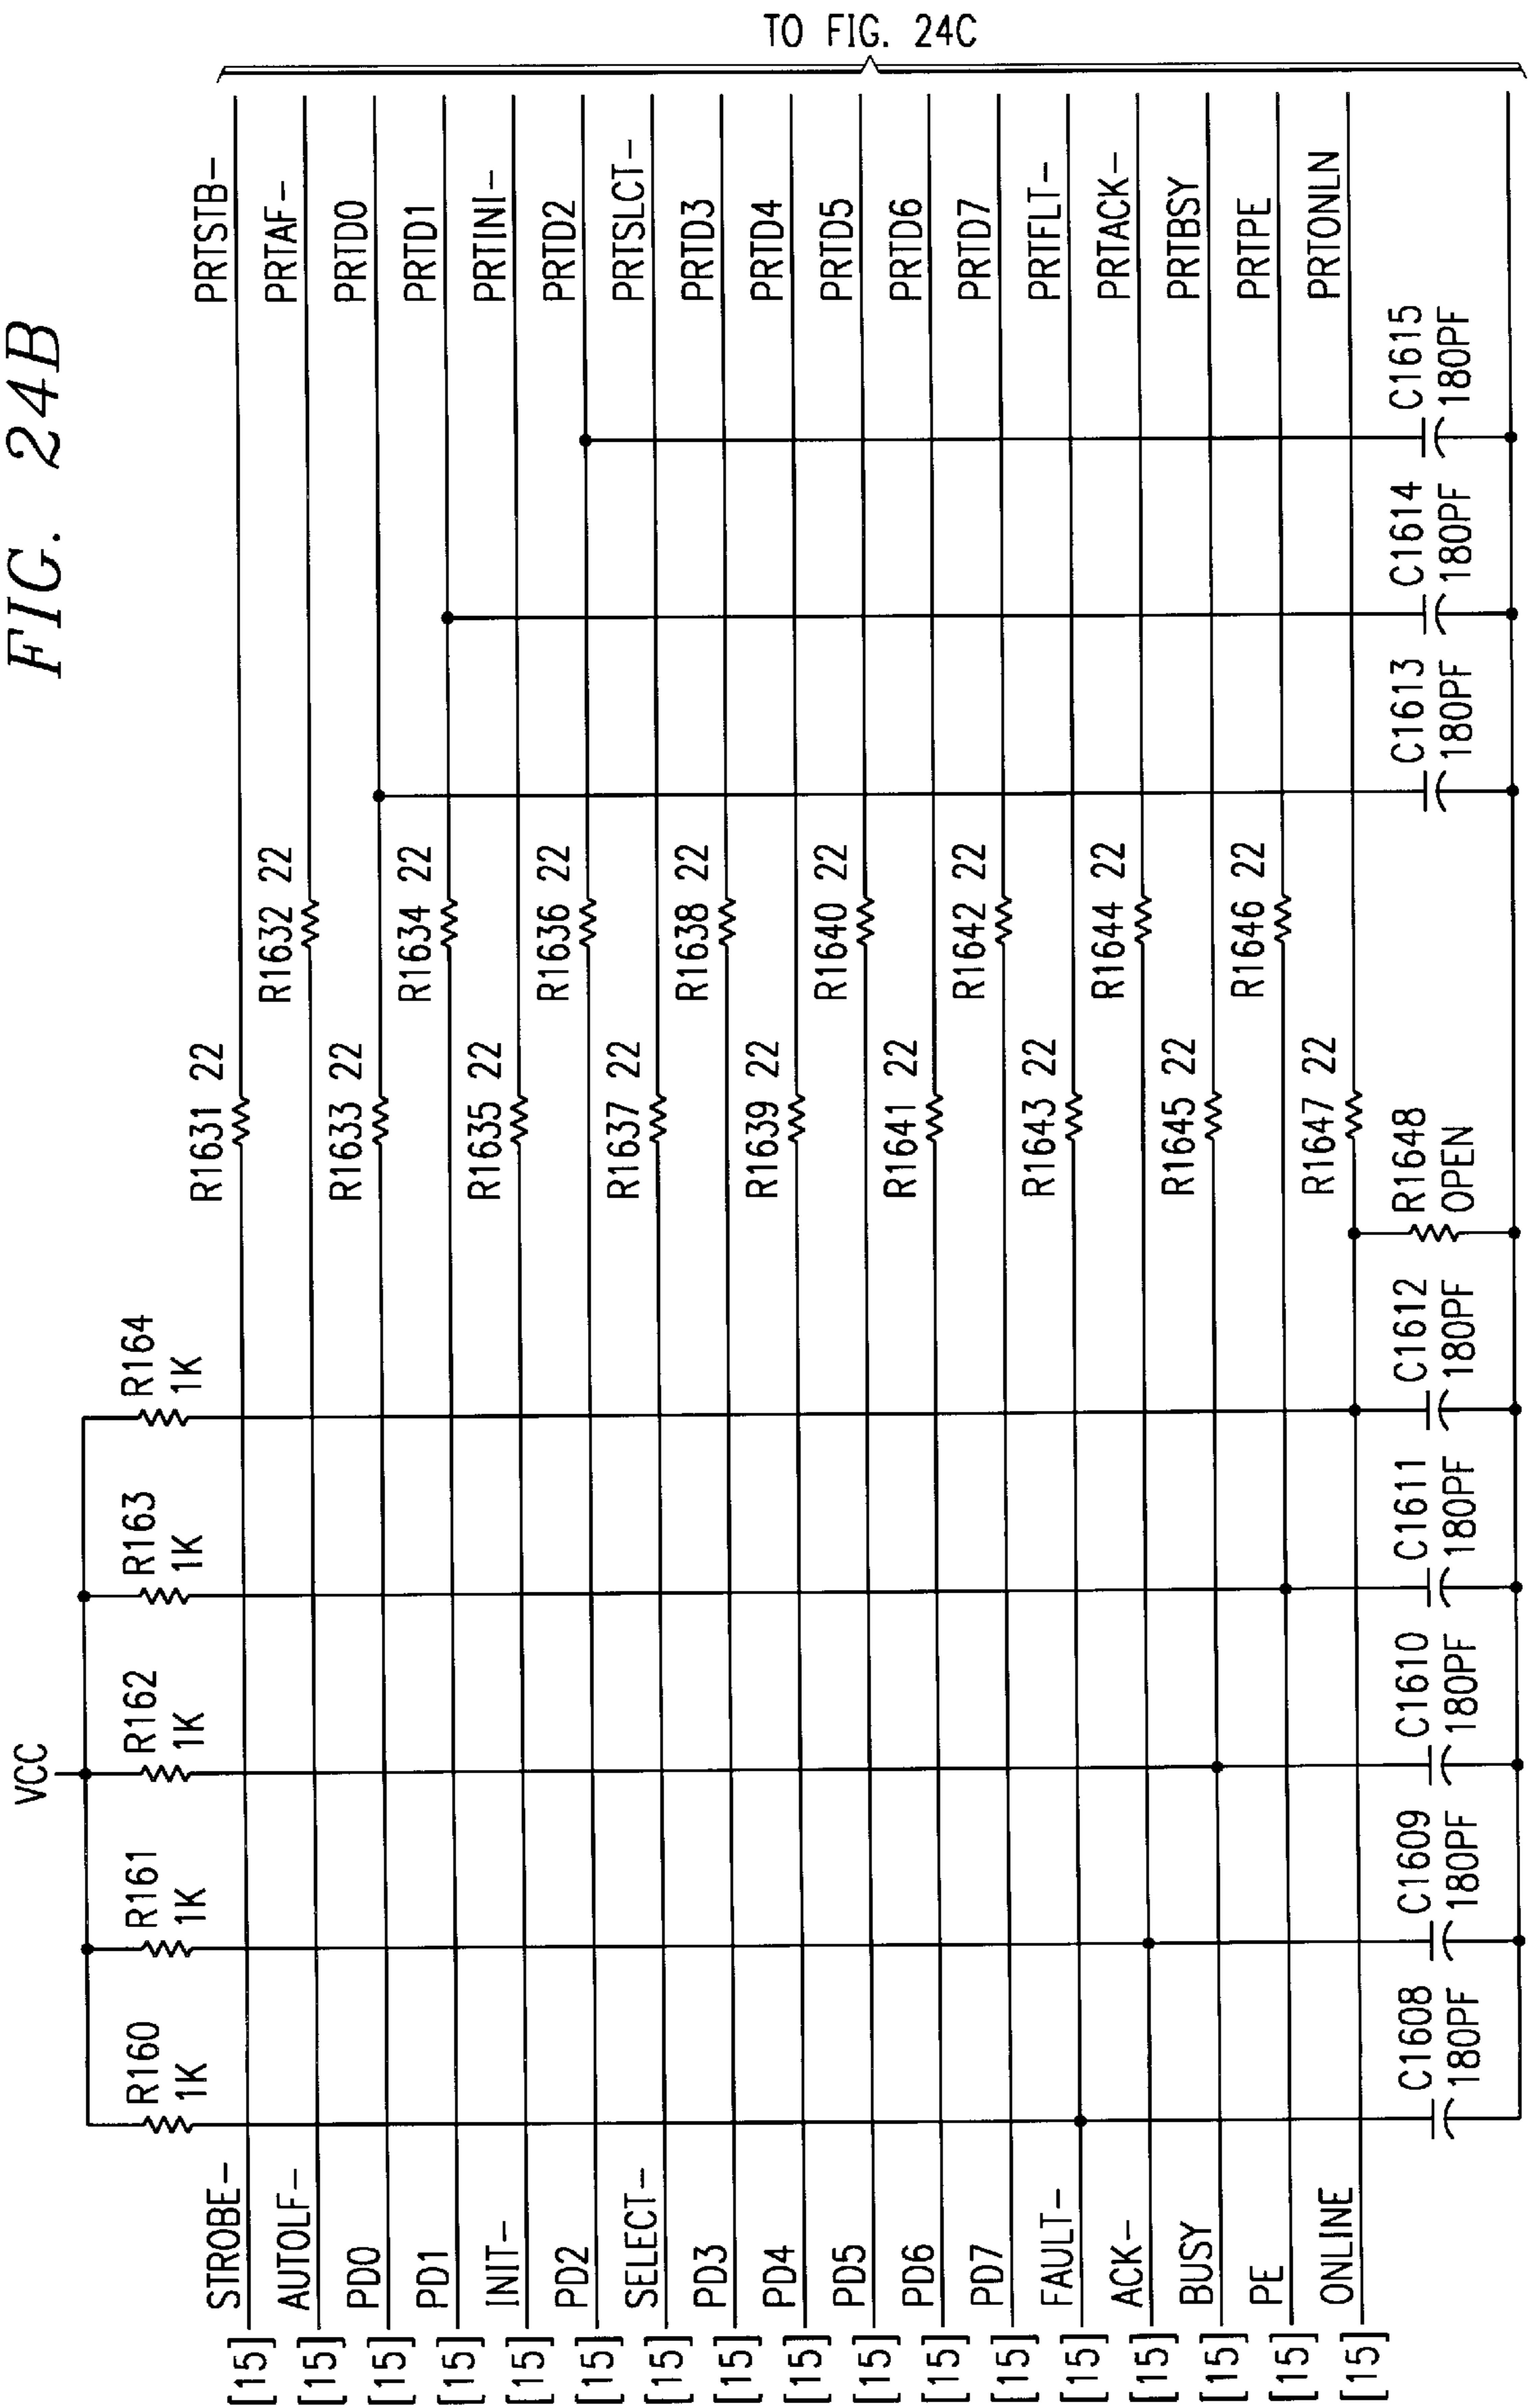 FIG. 24B
VCC
R160
1K
R161
1K
R162
1K
R163
1K
R164
1K
TO FIG. 24C
[15] STROBE-
R1631 22
PRTSTB-
[15] AUTOLF-
R1632 22
PRTAF-
[15] PD0
R1633 22
PRTD0
[15] PD1
R1634 22
PRTD1
[15] INIT-
R1635 22
PRTINI-
[15] PD2
R1636 22
PRTD2
[15] SELECT-
R1637 22
PRTSLCT-
[15] PD3
R1638 22
PRTD3
[15] PD4
R1639 22
PRTD4
[15] PD5
R1640 22
PRTD5
[15] PD6
R1641 22
PRTD6
[15] PD7
R1642 22
PRTD7
[15] FAULT-
R1643 22
PRTFLT-
[15] ACK-
R1644 22
PRTACK-
[15] BUSY
R1645 22
PRTBSY
[15] PE
R1646 22
PRTPE
[15] ONLINE
R1647 22
PRTONLN
C1608
180PF
C1609
180PF
C1610
180PF
C1611
180PF
C1612
180PF
R1648
OPEN
C1613
180PF
C1614
180PF
C1615
180PF